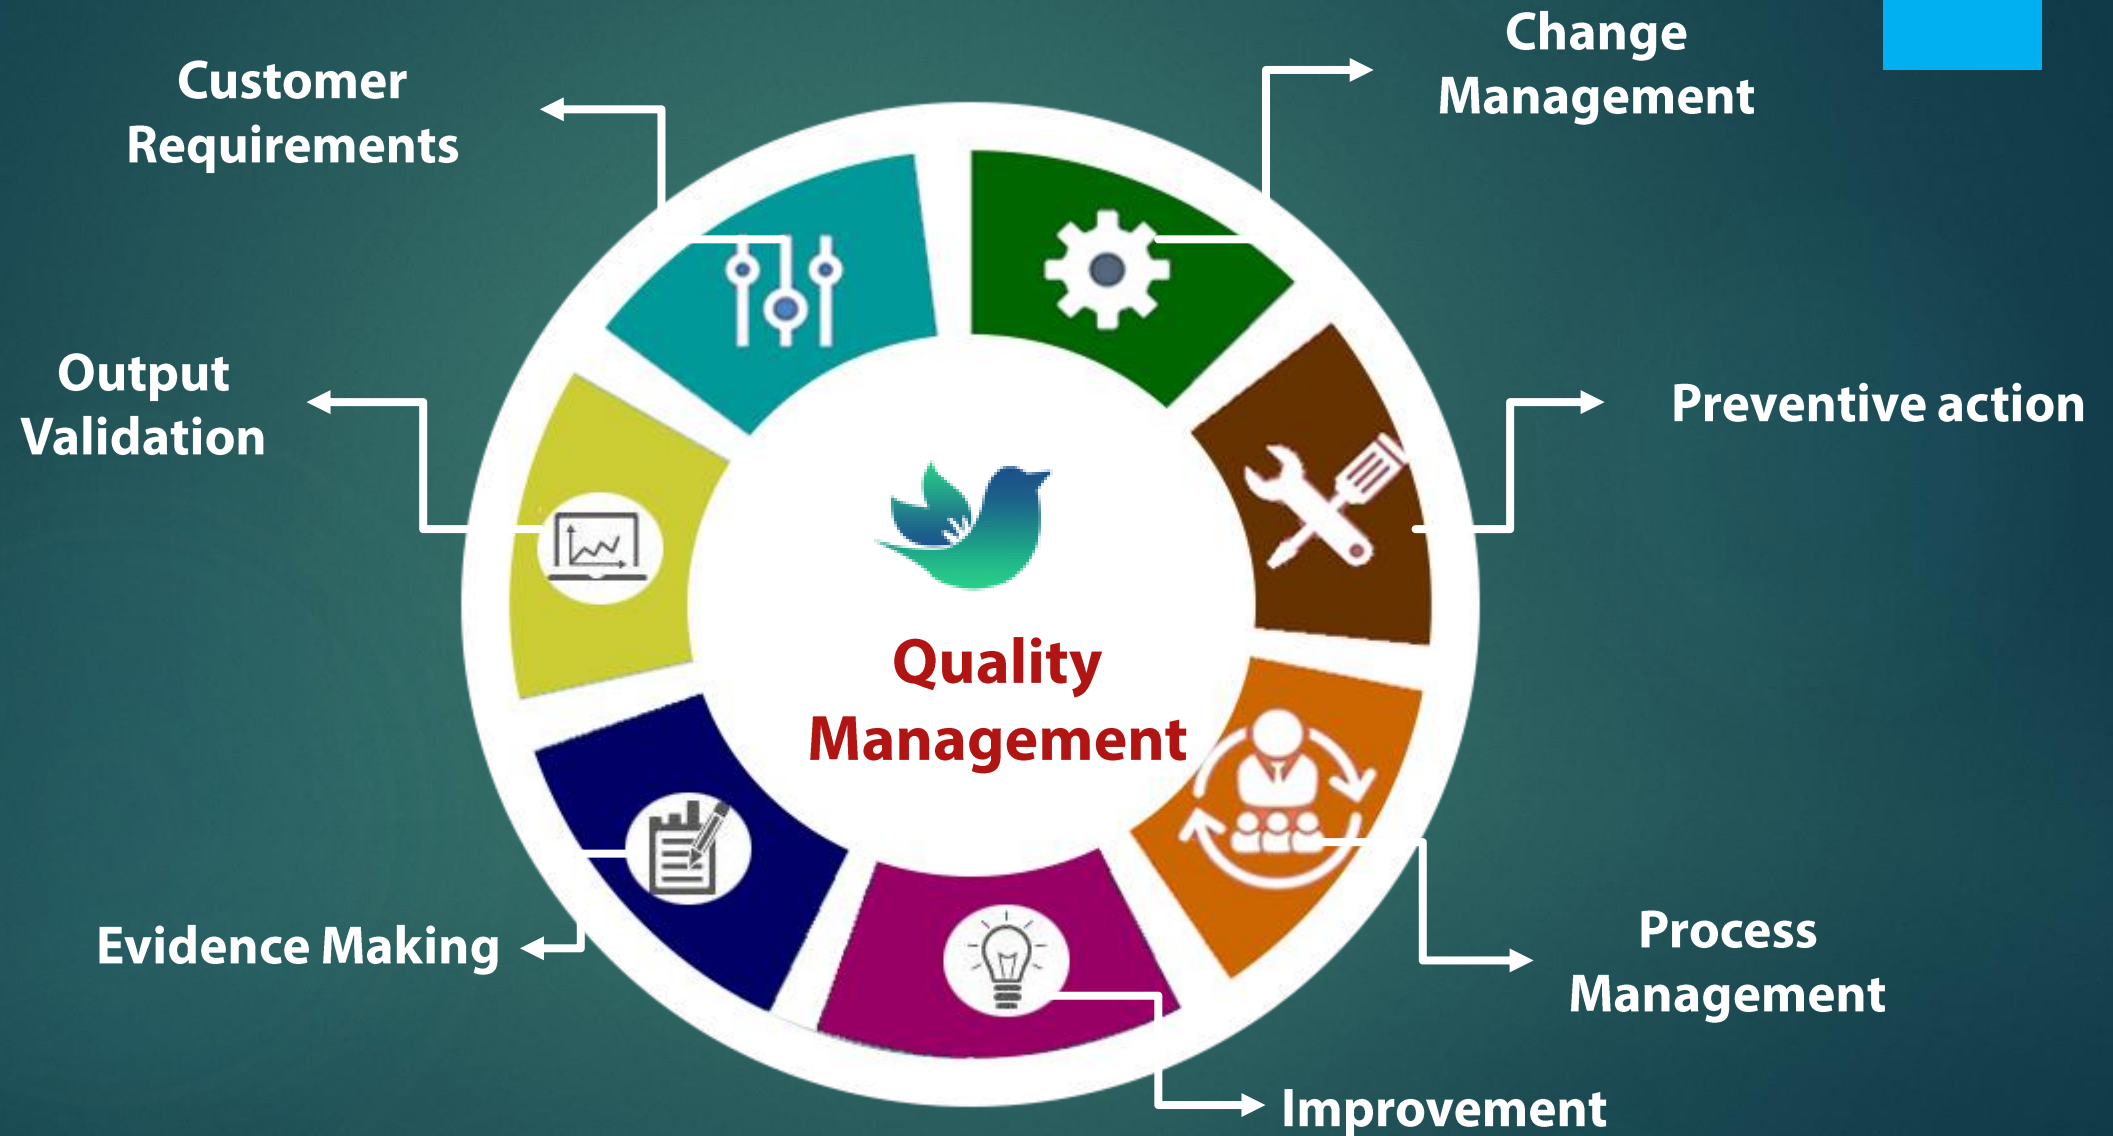 Change
Management
Customer
Requirements
Output
Validation
Preventive action
Quality
Management
Evidence Making
Process
Management
Improvement